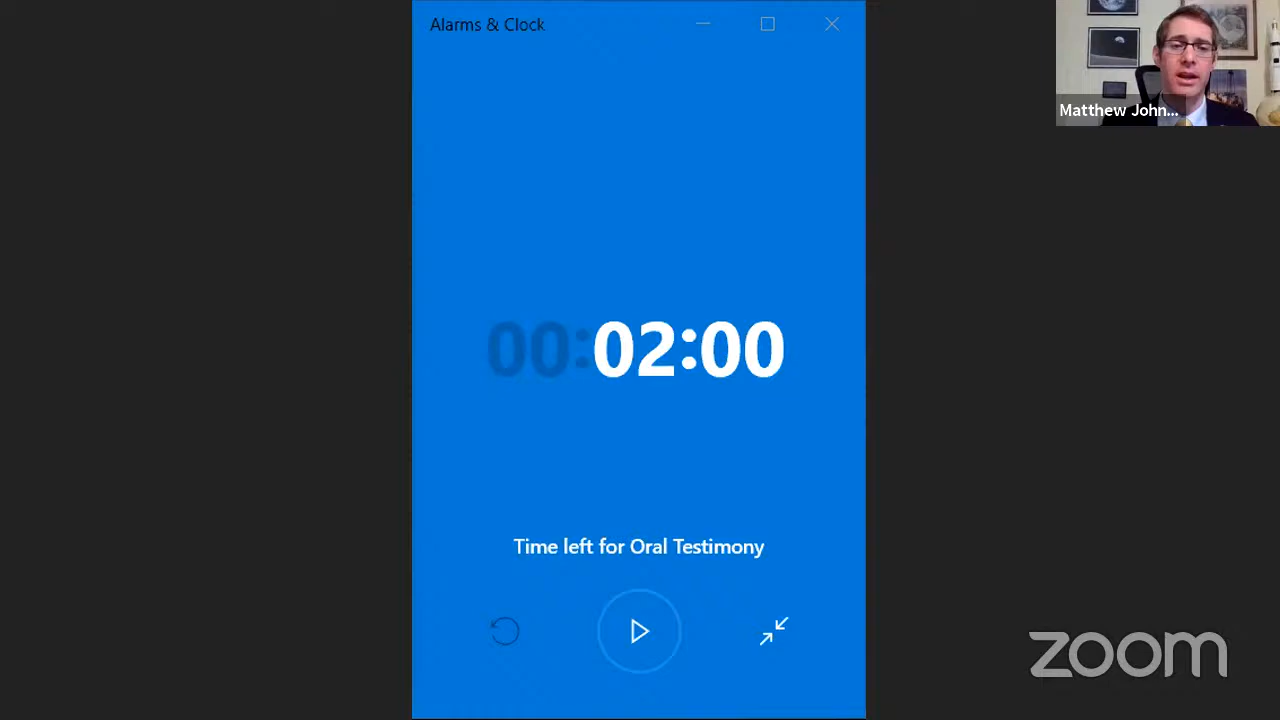 Alarms & Clock
Matthew John...
00:02:00
Time left for Oral Testimony
zoom